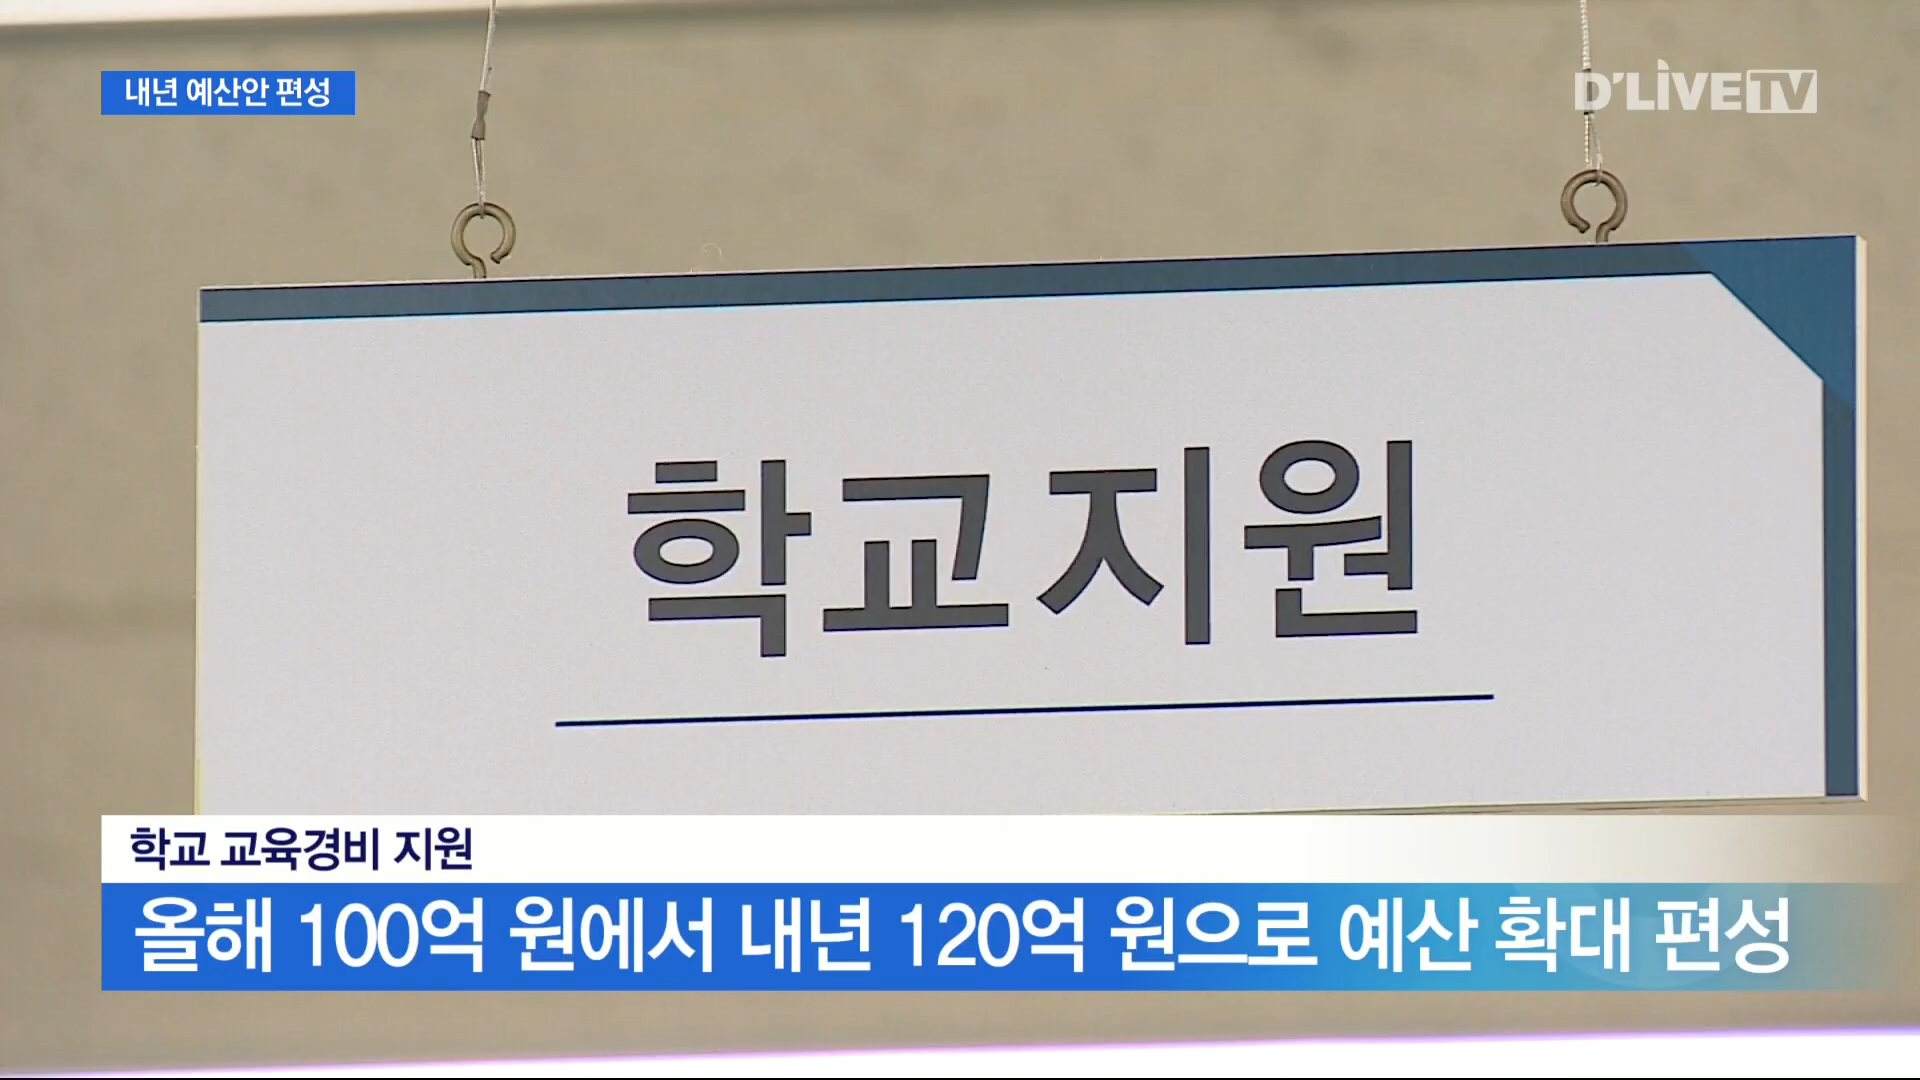 내년 예산안 편성
D'LIVE TV
학교지원
학교 교육경비 지원
올해 100억 원에서 내년 120억 원으로 예산 확대 편성